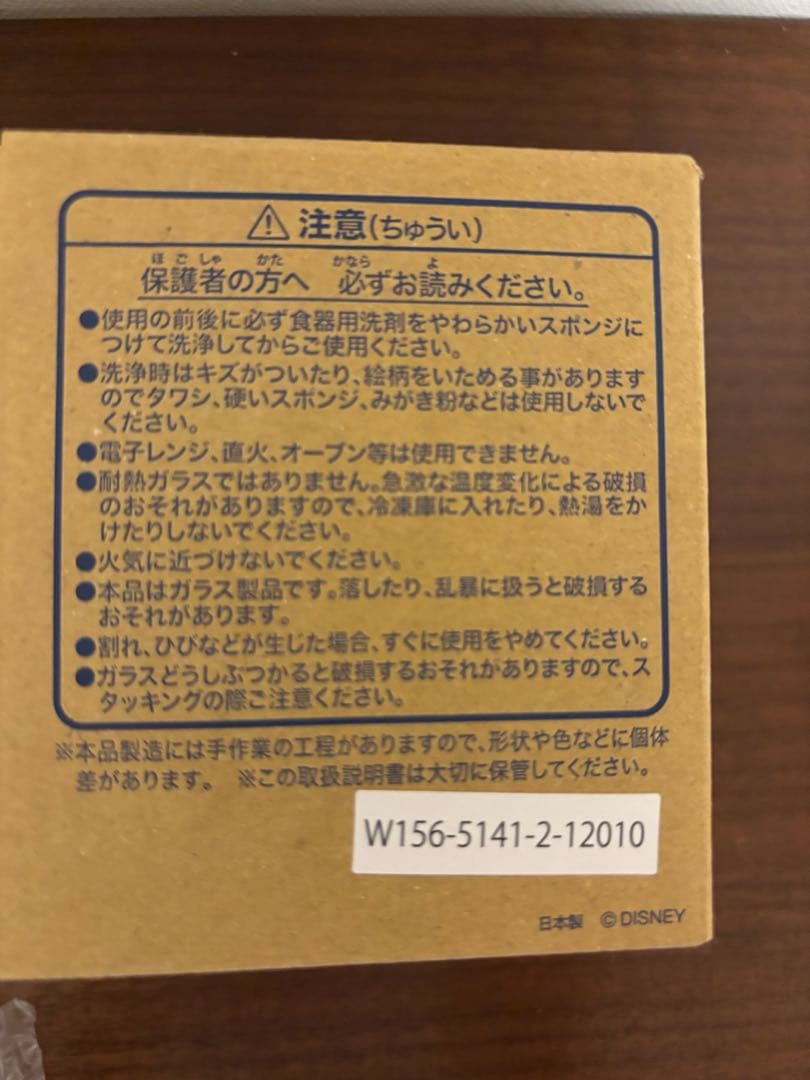 ⚠注意(ちゅうい)
ほごしゃ かた かなら よ
保護者の方へ 必ずお読みください。
●使用の前後に必ず食器用洗剤をやわらかいスポンジに
つけて洗浄してからご使用ください。
●洗浄時はキズがついたり、絵柄をいためる事があります
のでタワシ、硬いスポンジ、みがき粉などは使用しないで
ください。
●電子レンジ、直火、オーブン等は使用できません。
●耐熱ガラスではありません。急激な温度変化による破損
のおそれがありますので、冷凍庫に入れたり、熱湯をか
けたりしないでください。
●火気に近づけないでください。
●本品はガラス製品です。落したり、乱暴に扱うと破損する
おそれがあります。
●割れ、ひびなどが生じた場合、すぐに使用をやめてください。
●ガラスどうしぶつかると破損するおそれがありますので、ス
タッキングの際ご注意ください。
※本品製造には手作業の工程がありますので、形状や色などに個体
差があります。 ※この取扱説明書は大切に保管してください。
W156-5141-2-12010
日本製 ©DISNEY